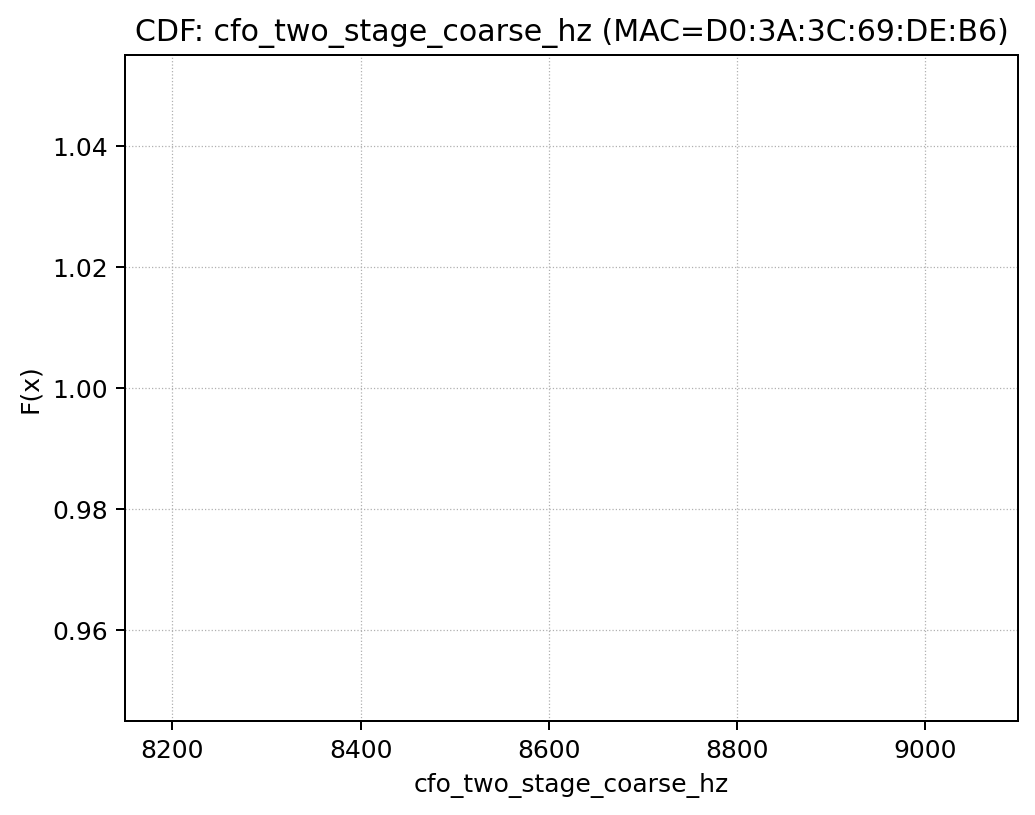 CDF: cfo_two_stage_coarse_hz (MAC=D0:3A:3C:69:DE:B6)
1.04
1.02
1.00
0.98
0.96
F(x)
8200 8400 8600 8800 9000
cfo_two_stage_coarse_hz